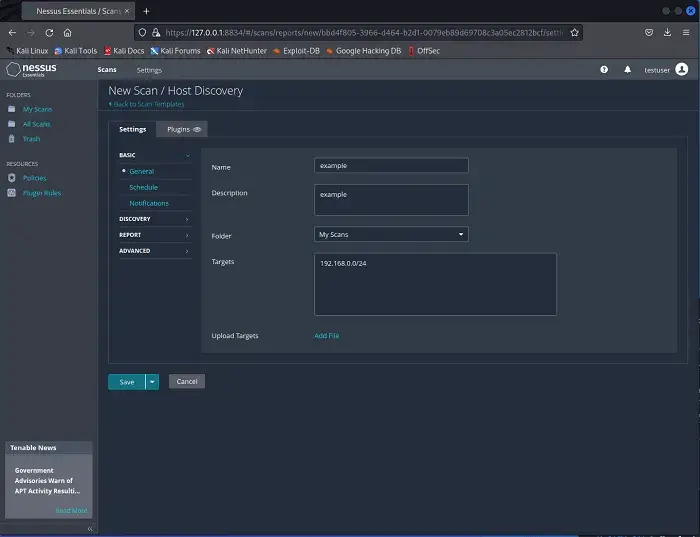 Nessus Essentials / Scans
https://127.0.0.1:8834/#/scans/reports/new/bbd4f805-3966-d464-b2d1-0079eb89d69708c3a05ec2812bcf/setti
Kali Linux Kali Tools Kali Docs Kali Forums Kali NetHunter Exploit-DB Google Hacking DB OffSec
nessus Essentials Scans Settings testuser
FOLDERS
My Scans
All Scans
Trash
RESOURCES
Policies
Plugin Rules
New Scan / Host Discovery
Back to Scan Templates
Settings Plugins
BASIC
General
Schedule
Notifications
DISCOVERY
REPORT
ADVANCED
Name example
Description example
Folder My Scans
Targets 192.168.0.0/24
Upload Targets Add File
Save Cancel
Tenable News
Government
Advisories Warn of
APT Activity Resulti...
Read More